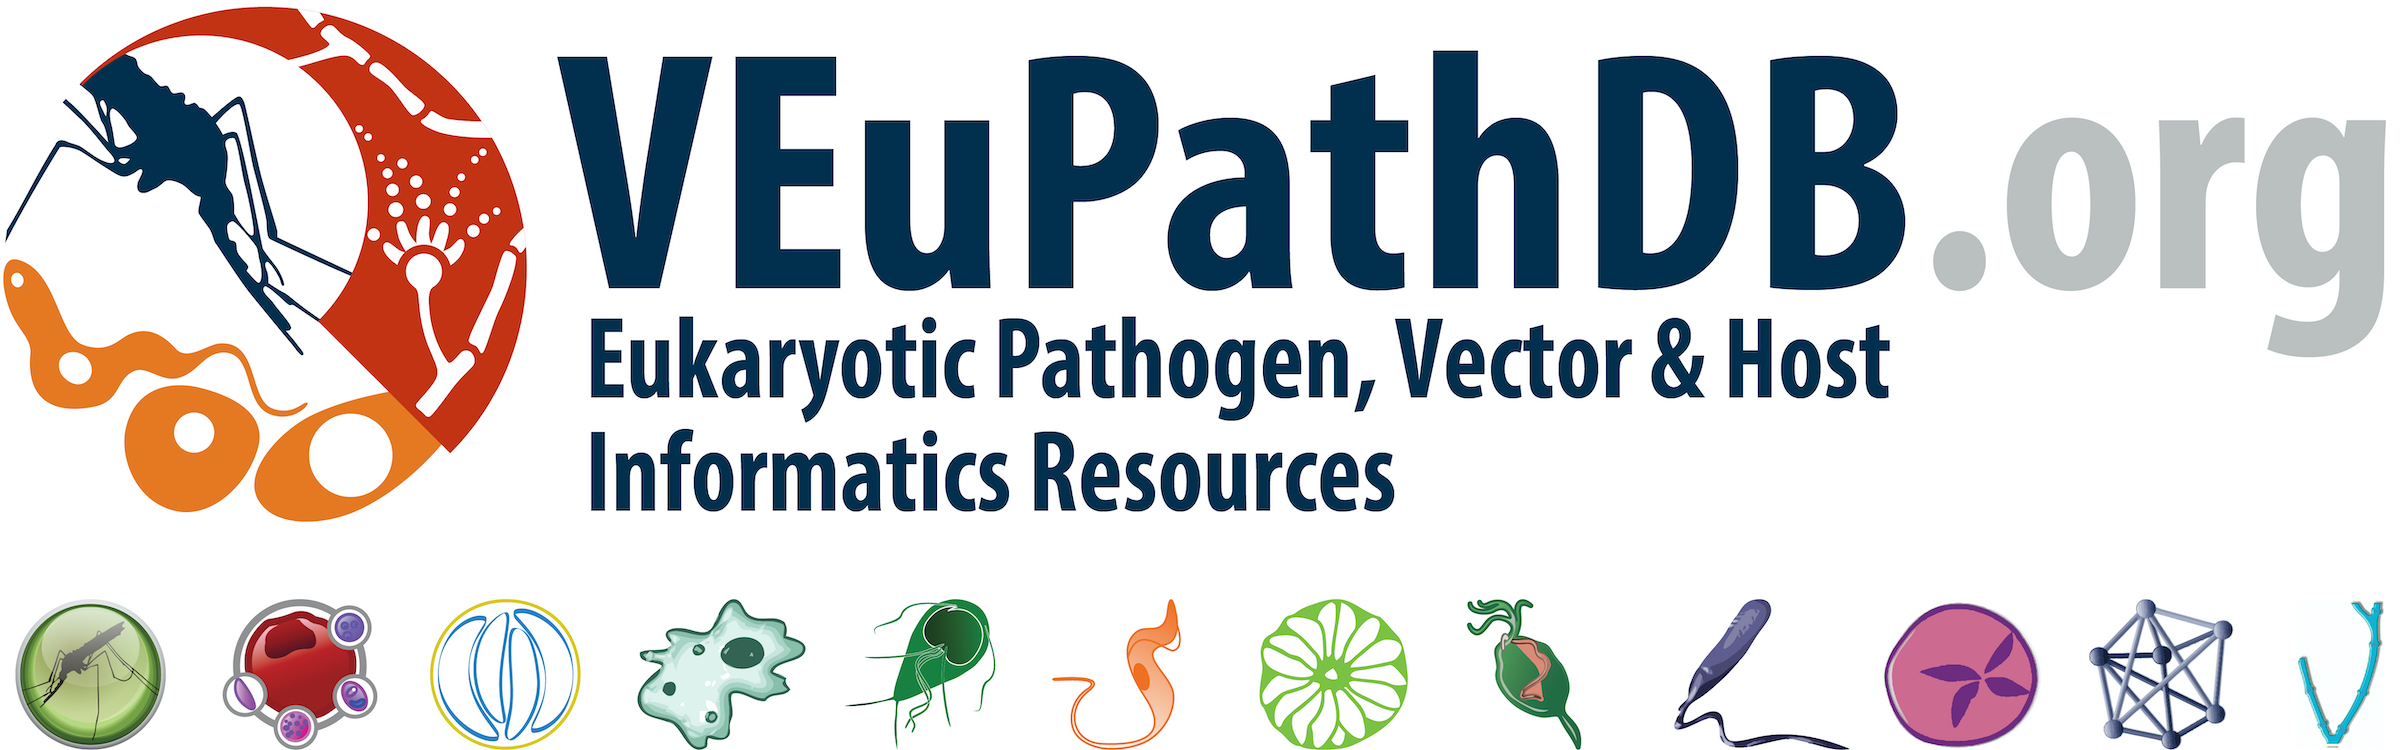 VEuPathDB.org
Eukaryotic Pathogen, Vector & Host
Informatics Resources